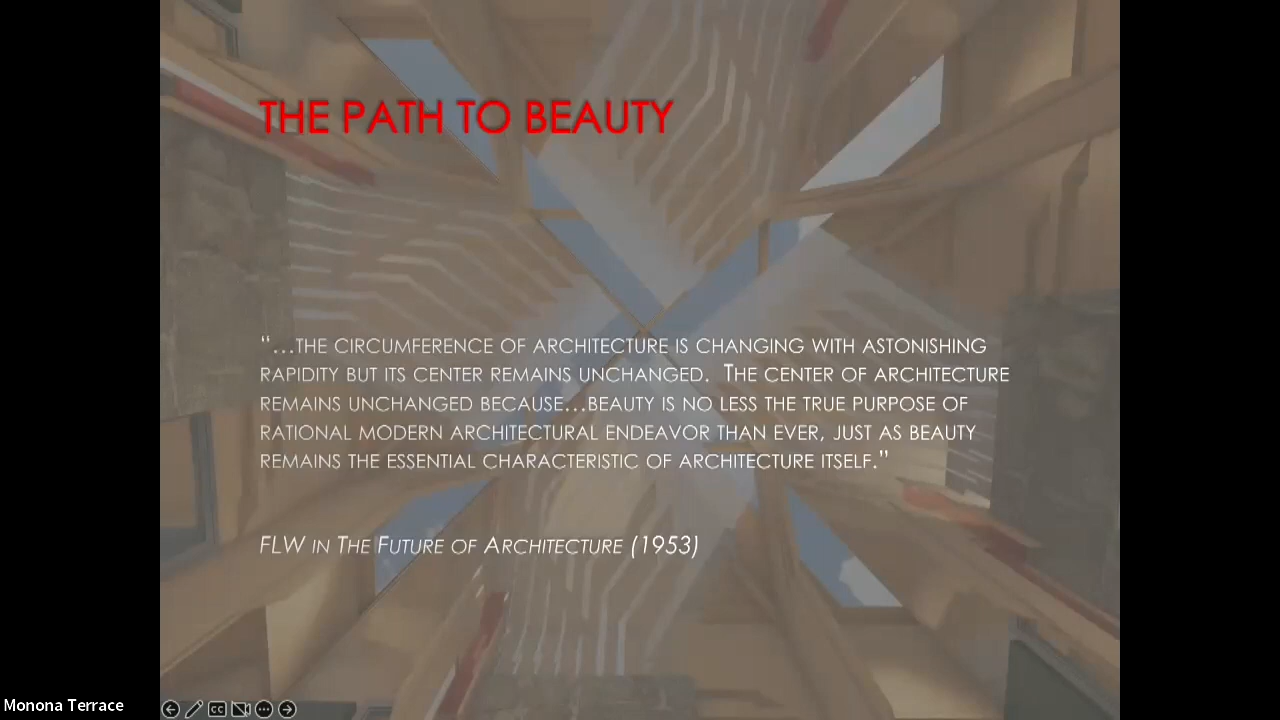 THE PATH TO BEAUTY
“…THE CIRCUMFERENCE OF ARCHITECTURE IS CHANGING WITH ASTONISHING
RAPIDITY BUT ITS CENTER REMAINS UNCHANGED. THE CENTER OF ARCHITECTURE
REMAINS UNCHANGED BECAUSE…BEAUTY IS NO LESS THE TRUE PURPOSE OF
RATIONAL MODERN ARCHITECTURAL ENDEAVOR THAN EVER, JUST AS BEAUTY
REMAINS THE ESSENTIAL CHARACTERISTIC OF ARCHITECTURE ITSELF.”
FLW IN THE FUTURE OF ARCHITECTURE (1953)
CC
Monona Terrace